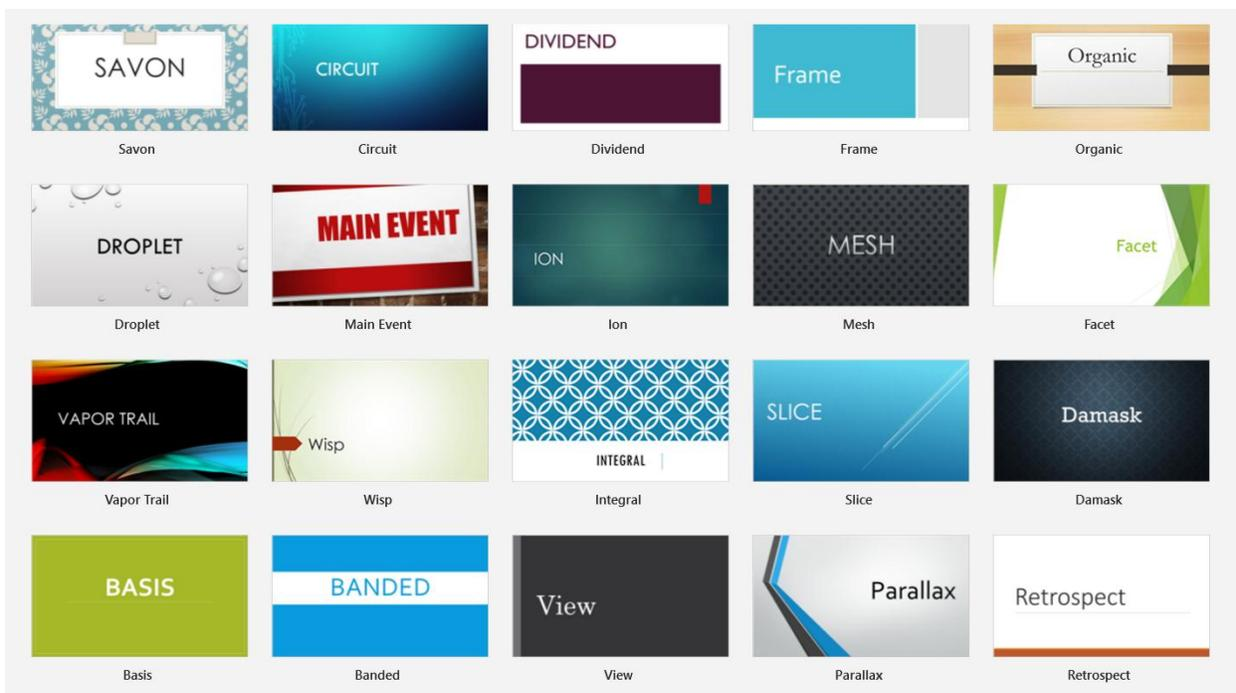 SAVON
CIRCUIT
DIVIDEND
Frame
Organic
Savon
Circuit
Dividend
Frame
Organic
DROPLET
MAIN EVENT
ION
MESH
Facet
Droplet
Main Event
Ion
Mesh
Facet
VAPOR TRAIL
Wisp
INTEGRAL
SLICE
Damask
Vapor Trail
Wisp
Integral
Slice
Damask
BASIS
BANDED
View
Parallax
Retrospect
Basis
Banded
View
Parallax
Retrospect